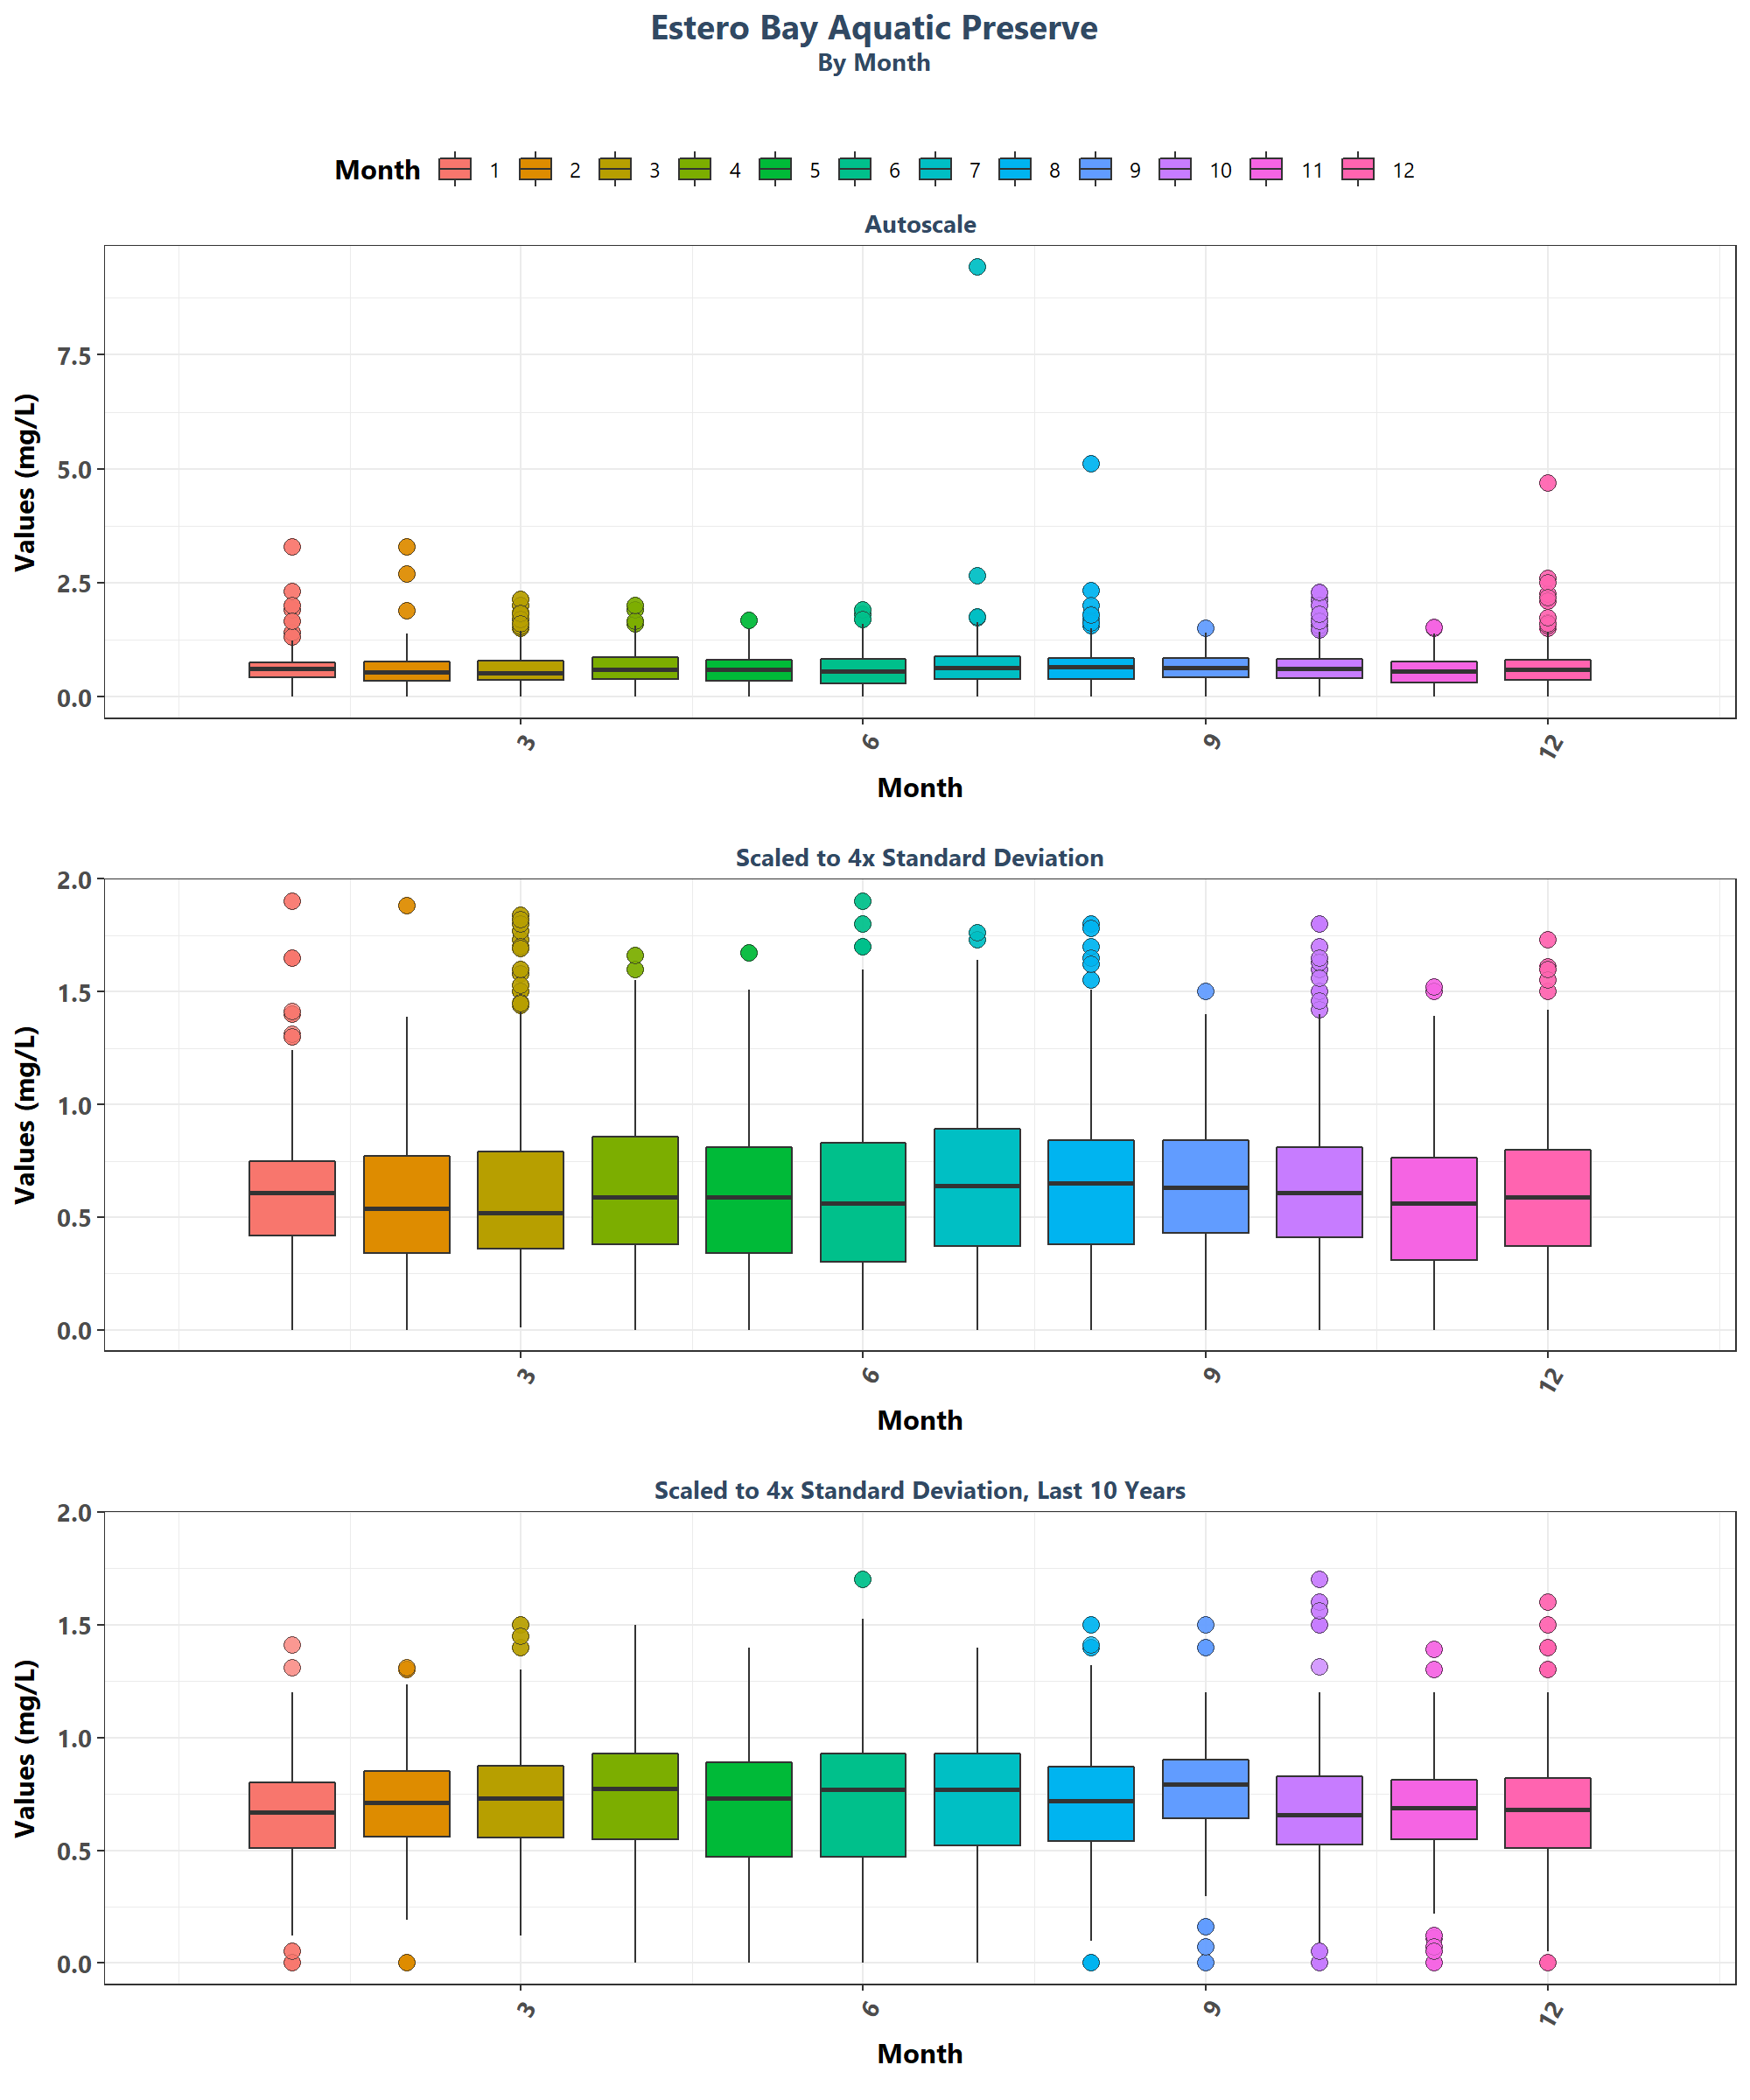 Estero Bay Aquatic Preserve
By Month
Month 1 2 3 4 5 6 7 8 9 10 11 12
Autoscale
Values (mg/L)
7.5
5.0
2.5
0.0
3 6 9 12
Month
Scaled to 4x Standard Deviation
Values (mg/L)
2.0
1.5
1.0
0.5
0.0
3 6 9 12
Month
Scaled to 4x Standard Deviation, Last 10 Years
Values (mg/L)
2.0
1.5
1.0
0.5
0.0
3 6 9 12
Month